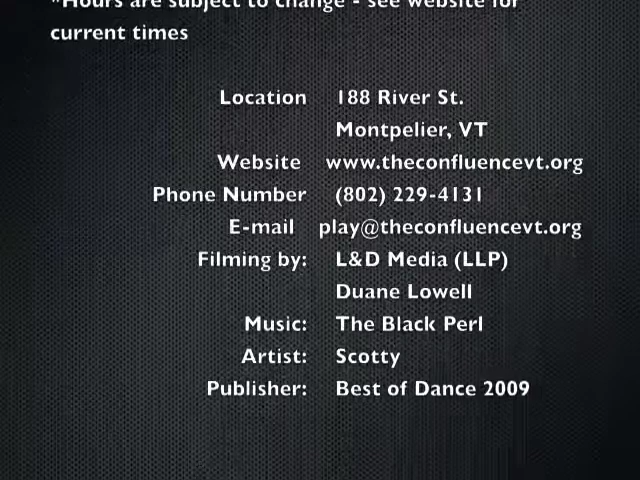 *Hours are subject to change - see website for
current times
Location 188 River St.
Montpelier, VT
Website www.theconfluencevt.org
Phone Number (802) 229-4131
E-mail play@theconfluencevt.org
Filming by: L&D Media (LLP)
Duane Lowell
Music: The Black Perl
Artist: Scotty
Publisher: Best of Dance 2009